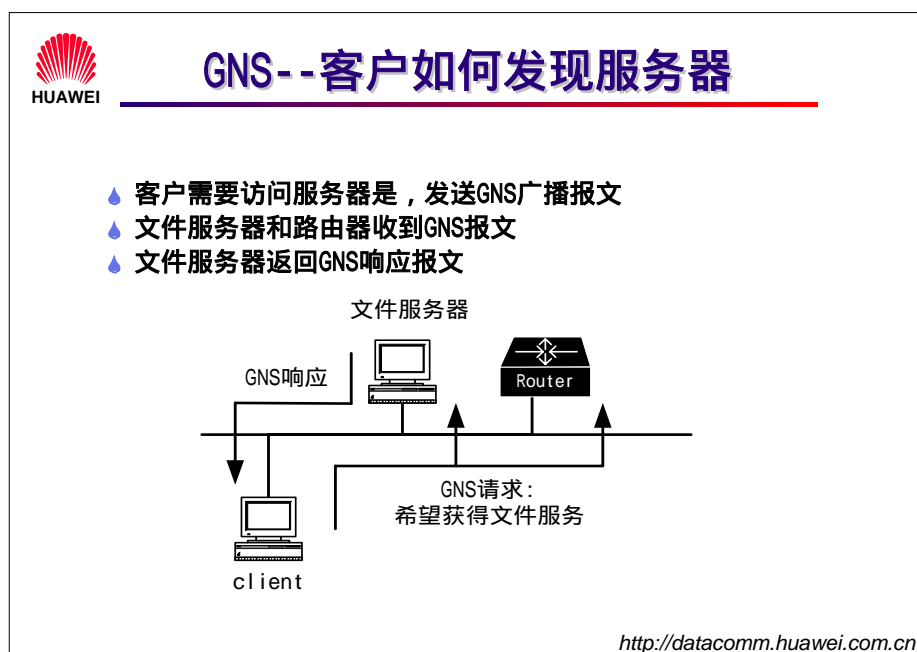 HUAWEI
GNS--客户如何发现服务器
客户需要访问服务器是，发送GNS广播报文
文件服务器和路由器收到GNS报文
文件服务器返回GNS响应报文
文件服务器
GNS响应
Router
GNS请求：
希望获得文件服务
client
http://datacomm.huawei.com.cn